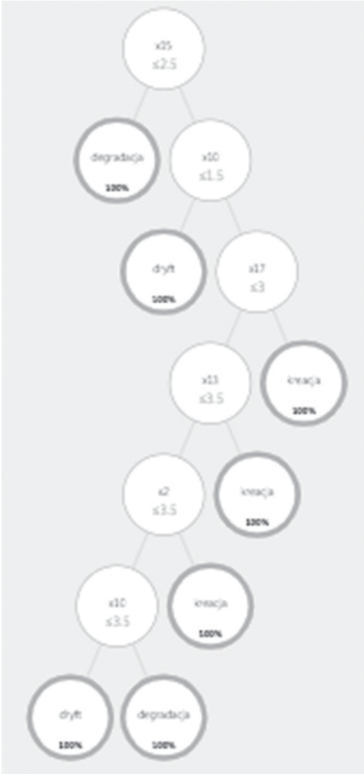 x15
≤2.5
degradacja
100%
x10
≤1.5
dryft
100%
x17
≤3
x13
≤3.5
kreacja
100%
x2
≤3.5
kreacja
100%
x10
≤3.5
kreacja
100%
dryft
100%
degradacja
100%